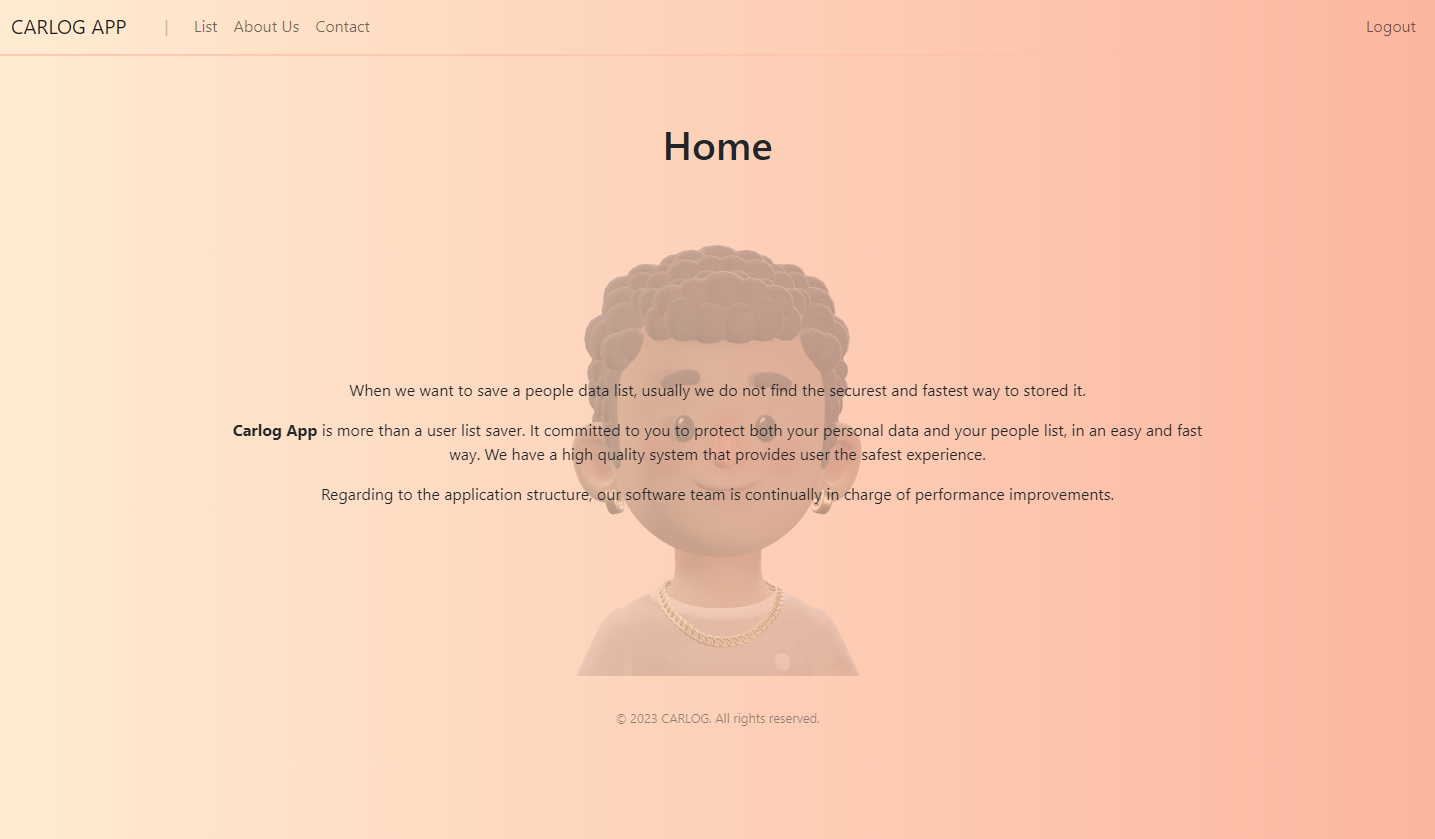 CARLOG APP | List About Us Contact Logout
Home
When we want to save a people data list, usually we do not find the securest and fastest way to stored it.
Carlog App is more than a user list saver. It committed to you to protect both your personal data and your people list, in an easy and fast
way. We have a high quality system that provides user the safest experience.
Regarding to the application structure, our software team is continually in charge of performance improvements.
© 2023 CARLOG. All rights reserved.